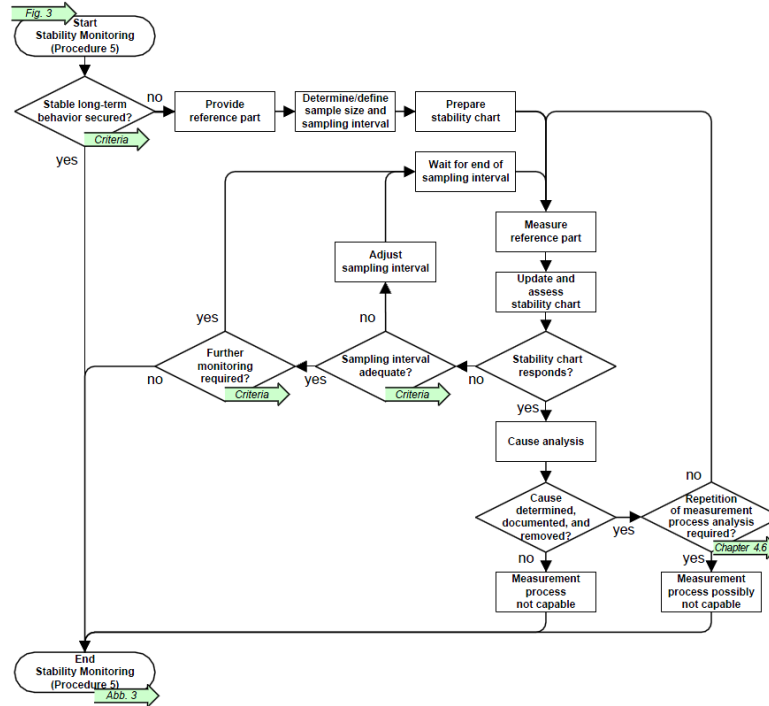 Fig. 3
Start
Stability Monitoring
(Procedure 5)
Stable long-term
behavior secured?
Criteria
no
yes
Provide
reference part
Determine/define
sample size and
sampling interval
Prepare
stability chart
Wait for end of
sampling interval
Measure
reference part
Adjust
sampling interval
Update and
assess
stability chart
yes
no
Further
monitoring
required?
Criteria
no
yes
Sampling interval
adequate?
Criteria
no
Stability chart
responds?
yes
Cause analysis
no
Cause
determined,
documented, and
removed?
yes
Repetition
of measurement
process analysis
required?
Chapter 4.6
no
yes
Measurement
process
not capable
Measurement
process possibly
not capable
End
Stability Monitoring
(Procedure 5)
Abb. 3